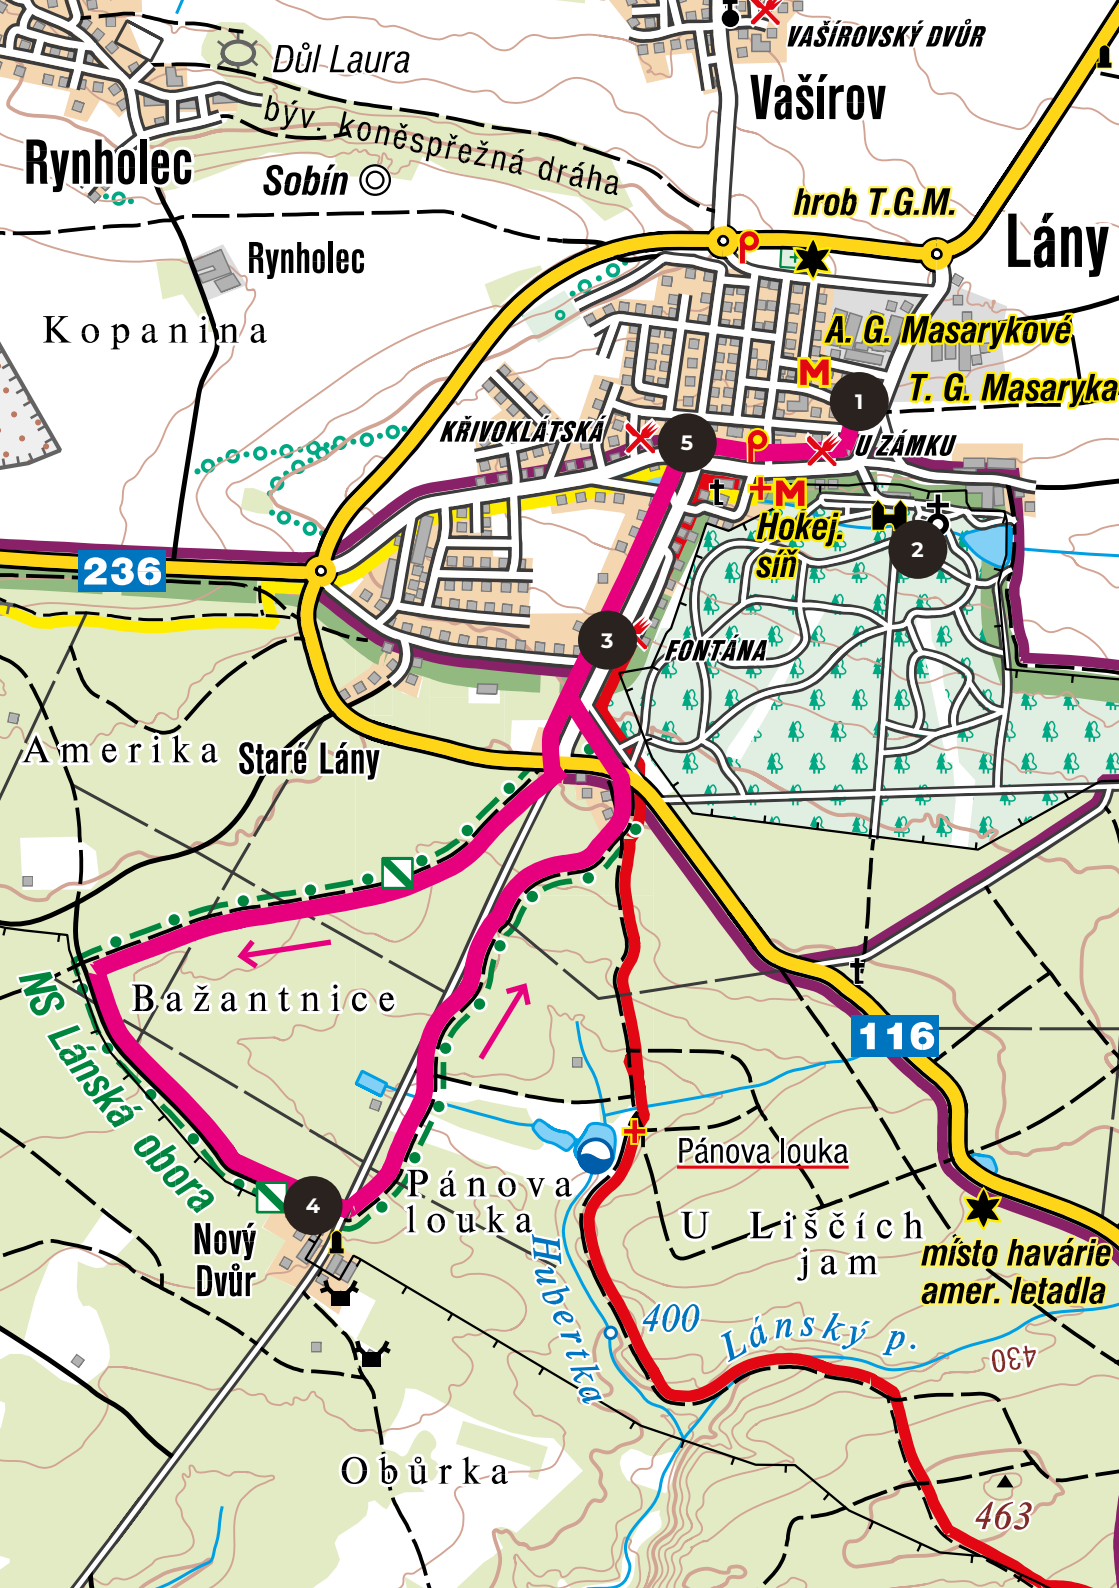 VAŠÍROVSKÝ DVŮR
Důl Laura
Vašírov
býv. koněspřežná dráha
Rynholec
Sobín
hrob T.G.M.
Lány
Rynholec
Kopanina
A. G. Masarykové
M
T. G. Masaryka
1
KŘIVOKLÁTSKÁ
5
U ZÁMKU
M
Hokej.
síň
2
236
3
FONTÁNA
Amerika
Staré Lány
Bažantnice
NS Lánská obora
116
Pánova louka
Pánova
louka
4
Nový
Dvůr
U Liščích
jam
místo havárie
amer. letadla
Hubertka
400
Lánský p.
430
Obůrka
463